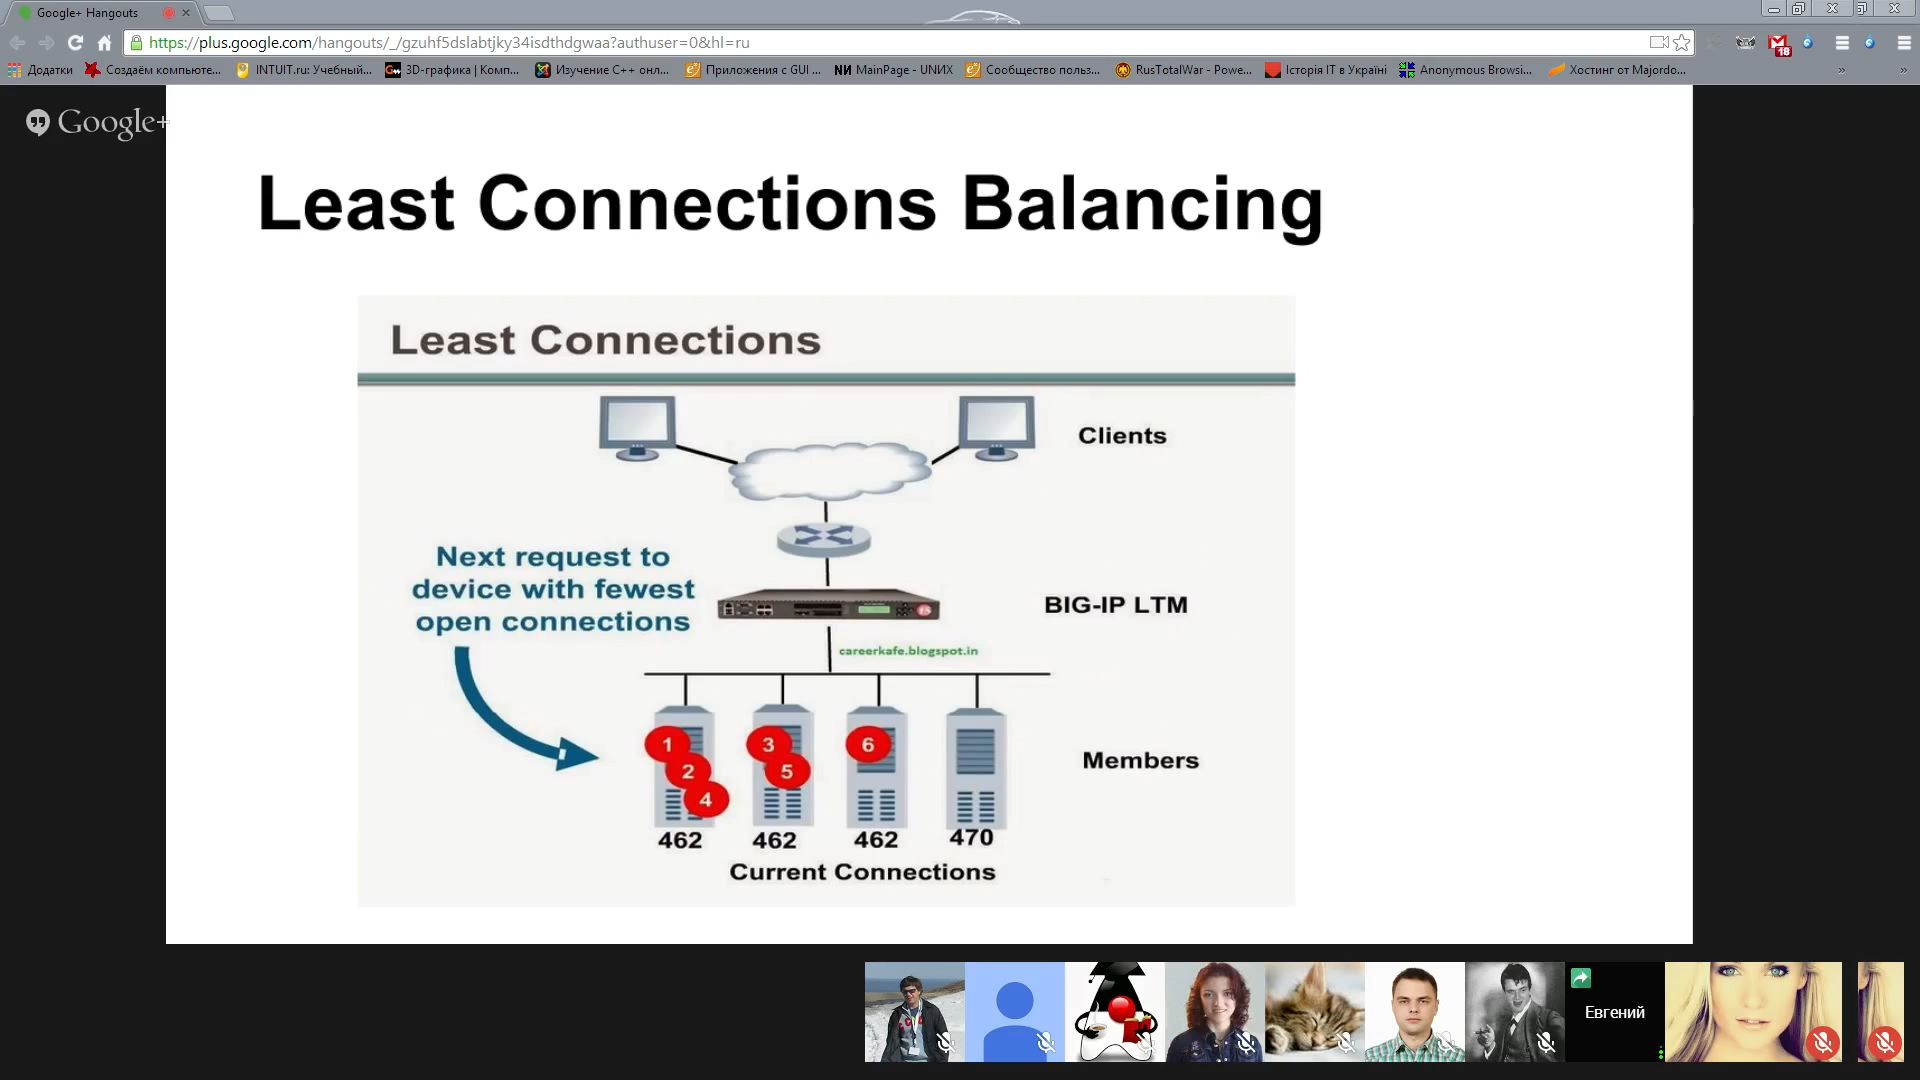 Google+ Hangouts
https://plus.google.com/hangouts/_/gzuhf5dslabtjky34isdthdgwaa?authuser=0&hl=ru
18
Додатки
Создаём компьюте...
INTUIT.ru: Учебный...
3D-графика | Комп...
Изучение C++ онл...
Приложения с GUI ...
MainPage - UNИX
Сообщество польз...
RusTotalWar - Powe...
Історія IT в Україні
Anonymous Browsi...
Хостинг от Majordo...
Google+
Least Connections Balancing
Least Connections
Clients
Next request to
device with fewest
open connections
BIG-IP LTM
careerkafe.blogspot.in
1
2
4
3
5
6
Members
462
462
462
470
Current Connections
Евгений